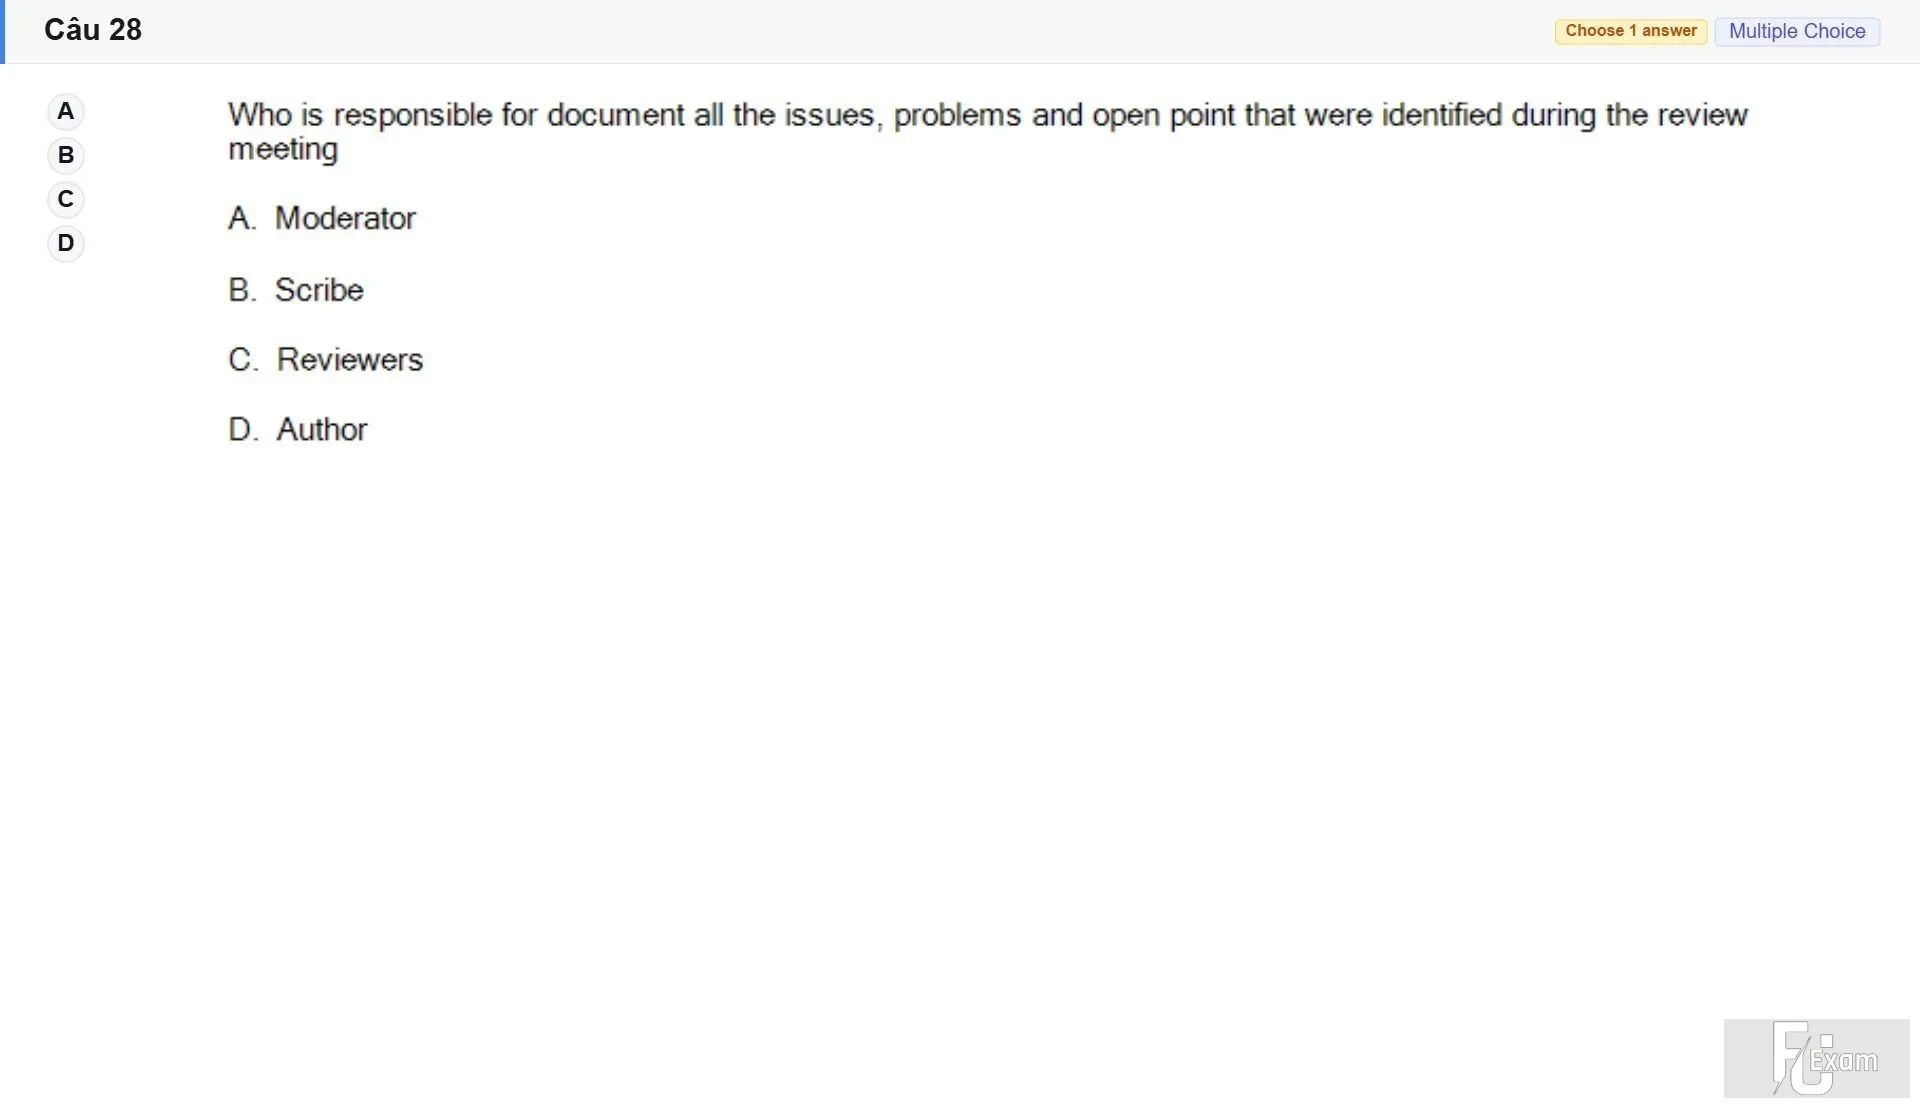 Câu 28
Choose 1 answer
Multiple Choice
A
B
C
D
Who is responsible for document all the issues, problems and open point that were identified during the review
meeting
A. Moderator
B. Scribe
C. Reviewers
D. Author
FU Exam